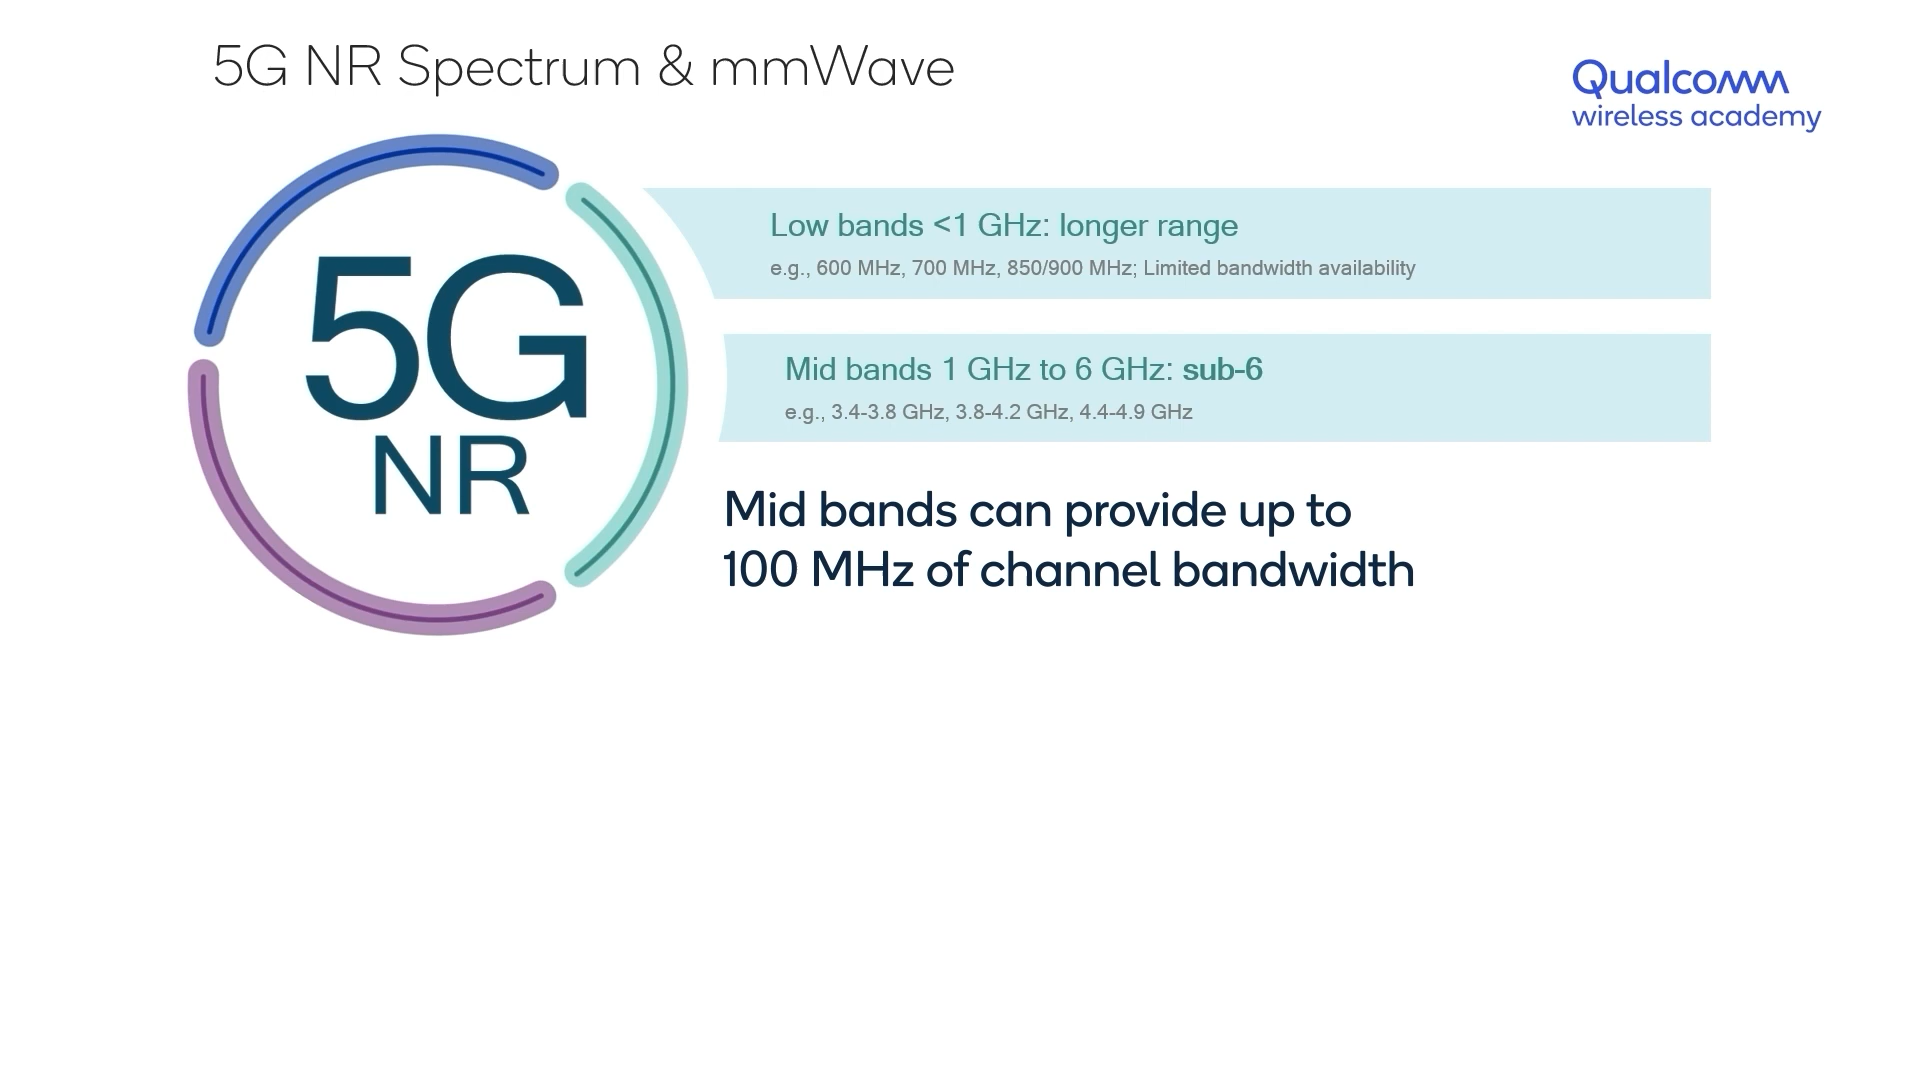 5G NR Spectrum & mmWave
Qualcomm
wireless academy
5G
NR
Low bands <1 GHz: longer range
e.g., 600 MHz, 700 MHz, 850/900 MHz; Limited bandwidth availability
Mid bands 1 GHz to 6 GHz: sub-6
e.g., 3.4-3.8 GHz, 3.8-4.2 GHz, 4.4-4.9 GHz
Mid bands can provide up to
100 MHz of channel bandwidth